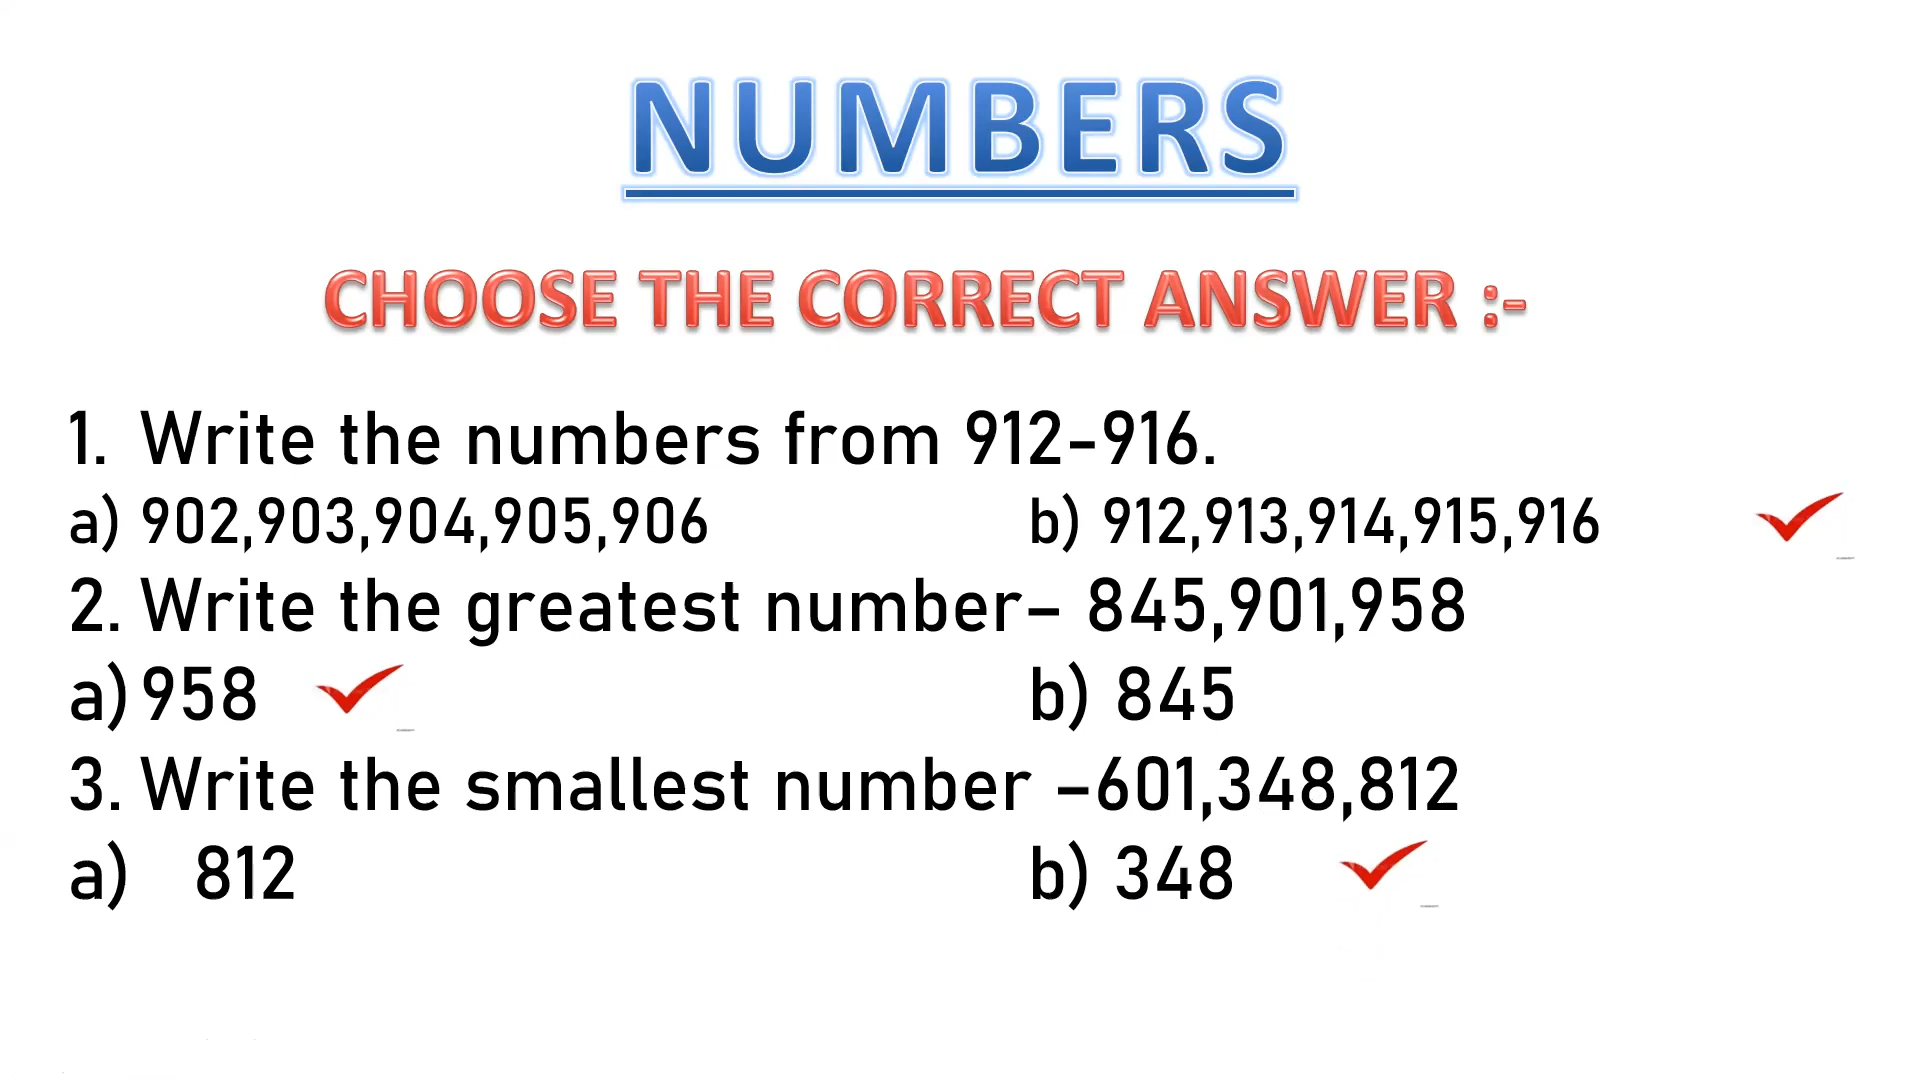 NUMBERS
CHOOSE THE CORRECT ANSWER :-
1. Write the numbers from 912-916.
a) 902,903,904,905,906 b) 912,913,914,915,916
2. Write the greatest number– 845,901,958
a) 958 b) 845
3. Write the smallest number –601,348,812
a) 812 b) 348